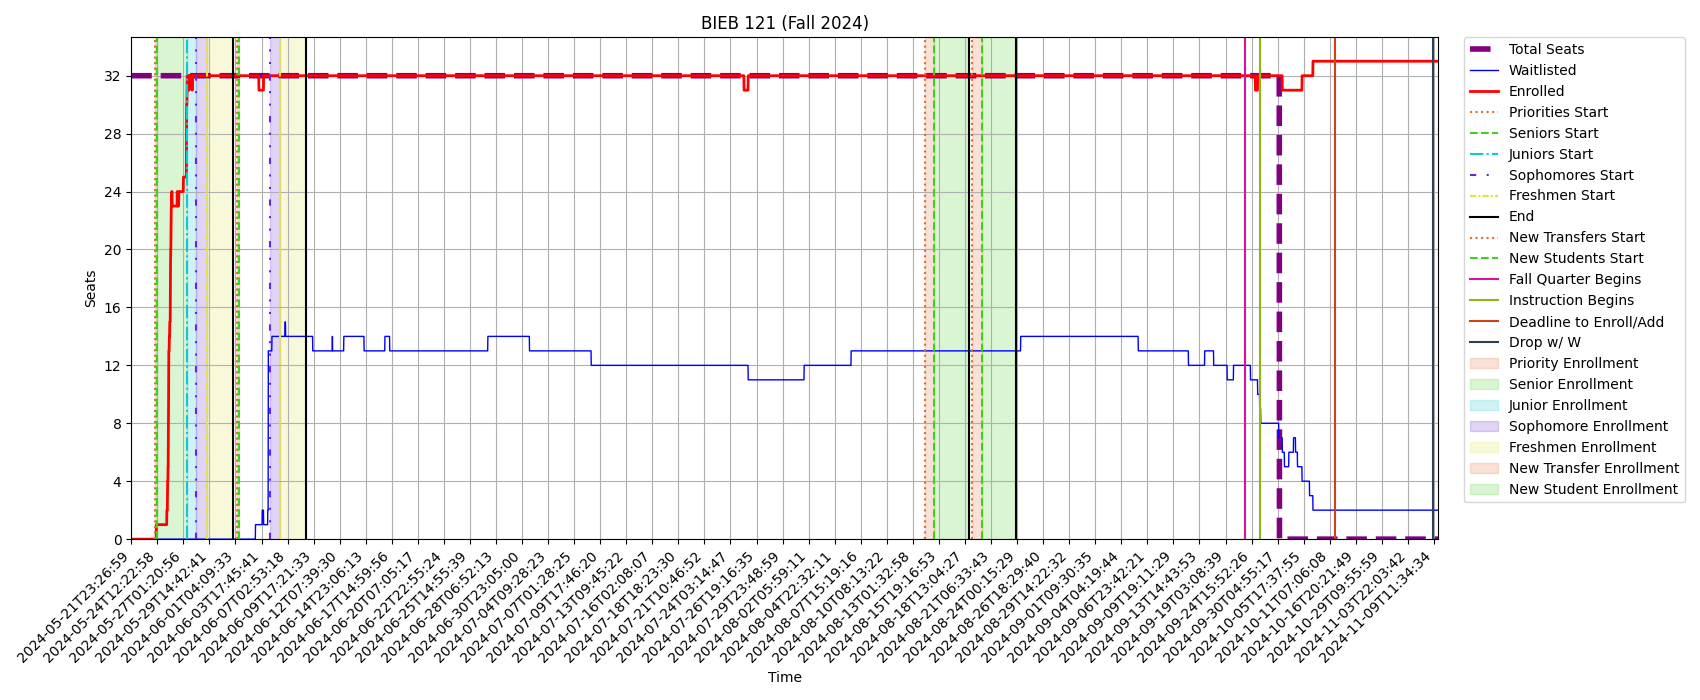 BIEB 121 (Fall 2024)
Seats
32
28
24
20
16
12
8
4
0
2024-05-21T23:26:59
2024-05-24T12:22:58
2024-05-27T01:20:56
2024-05-29T14:42:41
2024-06-01T04:09:33
2024-06-03T17:45:41
2024-06-07T02:53:18
2024-06-09T17:21:33
2024-06-12T07:39:30
2024-06-14T23:06:13
2024-06-17T14:59:56
2024-06-20T07:05:17
2024-06-22T22:55:24
2024-06-25T14:55:39
2024-06-28T06:52:13
2024-06-30T23:05:00
2024-07-04T09:28:23
2024-07-07T01:28:25
2024-07-09T17:46:20
2024-07-13T09:45:22
2024-07-16T02:08:07
2024-07-18T18:23:30
2024-07-21T10:46:52
2024-07-24T03:14:47
2024-07-26T19:16:35
2024-07-29T23:48:59
2024-08-02T05:59:11
2024-08-04T22:32:11
2024-08-07T15:19:16
2024-08-10T08:13:22
2024-08-13T01:32:58
2024-08-15T19:16:53
2024-08-18T13:04:27
2024-08-21T06:33:43
2024-08-24T00:15:29
2024-08-26T18:29:40
2024-08-29T14:22:32
2024-09-01T09:30:35
2024-09-04T04:19:44
2024-09-06T23:42:21
2024-09-09T19:11:29
2024-09-13T14:43:53
2024-09-19T03:08:39
2024-09-24T15:52:26
2024-09-30T04:55:17
2024-10-05T17:37:55
2024-10-11T07:06:08
2024-10-16T20:21:49
2024-10-29T09:55:59
2024-11-03T22:03:42
2024-11-09T11:34:34
Time
Total Seats
Waitlisted
Enrolled
Priorities Start
Seniors Start
Juniors Start
Sophomores Start
Freshmen Start
End
New Transfers Start
New Students Start
Fall Quarter Begins
Instruction Begins
Deadline to Enroll/Add
Drop w/ W
Priority Enrollment
Senior Enrollment
Junior Enrollment
Sophomore Enrollment
Freshmen Enrollment
New Transfer Enrollment
New Student Enrollment